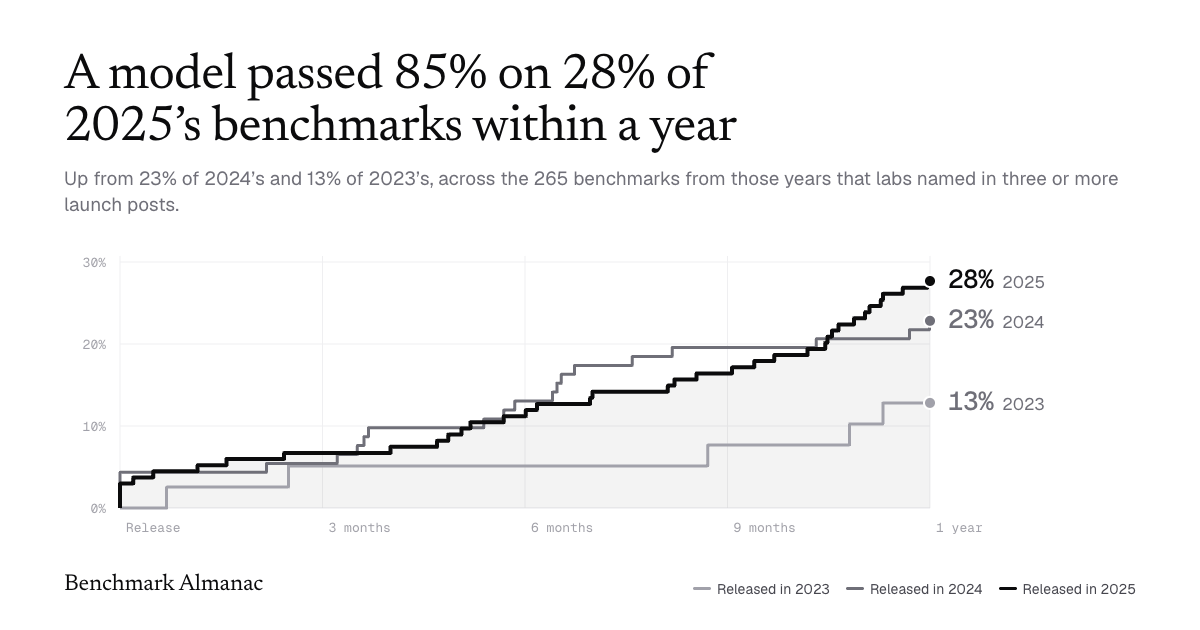 A model passed 85% on 28% of
2025’s benchmarks within a year
Up from 23% of 2024’s and 13% of 2023’s, across the 265 benchmarks from those years that labs named in three or more
launch posts.
30%
20%
10%
0%
28% 2025
23% 2024
13% 2023
Release
3 months
6 months
9 months
1 year
Benchmark Almanac
Released in 2023
Released in 2024
Released in 2025